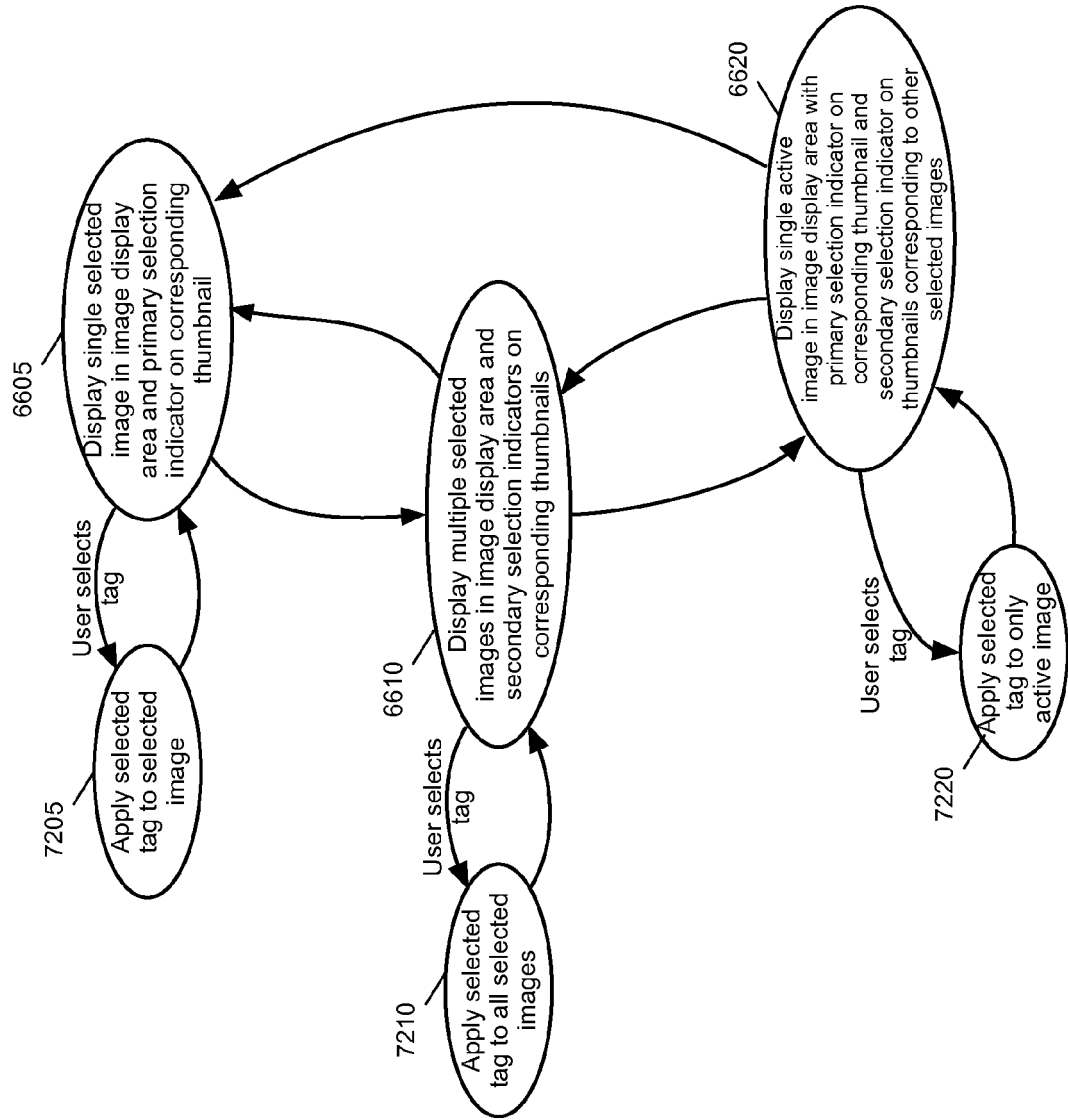 6605
Display single selected
image in image display
area and primary selection
indicator on corresponding
thumbnail
User selects
tag
7205
Apply selected
tag to selected
image
6610
Display multiple selected
images in image display area and
secondary selection indicators on
corresponding thumbnails
User selects
tag
7210
Apply selected
tag to all selected
images
6620
Display single active
image in image display area with
primary selection indicator on
corresponding thumbnail and
secondary selection indicator on
thumbnails corresponding to other
selected images
User selects
tag
7220
Apply selected
tag to only
active image